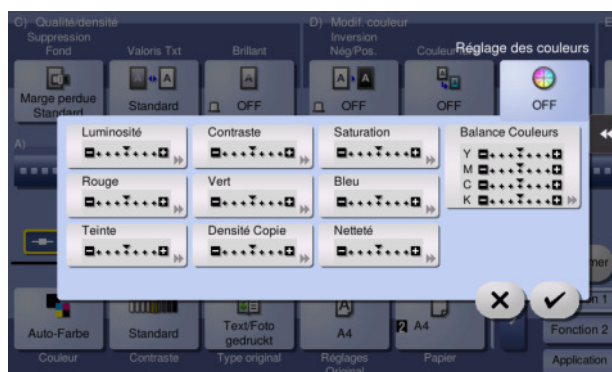 C) Qualité/densité
D) Modif. couleur
Suppression
Fond
Valoris Txt
Brillant
Inversion
Nég/Pos.
Réglage des couleurs
Marge perdue
Standard
Standard
OFF
OFF
OFF
OFF
A)
Luminosité
Contraste
Saturation
Balance Couleurs
Y
M
C
K
Rouge
Vert
Bleu
Teinte
Densité Copie
Netteté
Auto-Farbe
Standard
Text/Foto
gedruckt
A4
2 A4
Fonction 2
Couleur
Contraste
Type original
Réglages
Original
Papier
Application